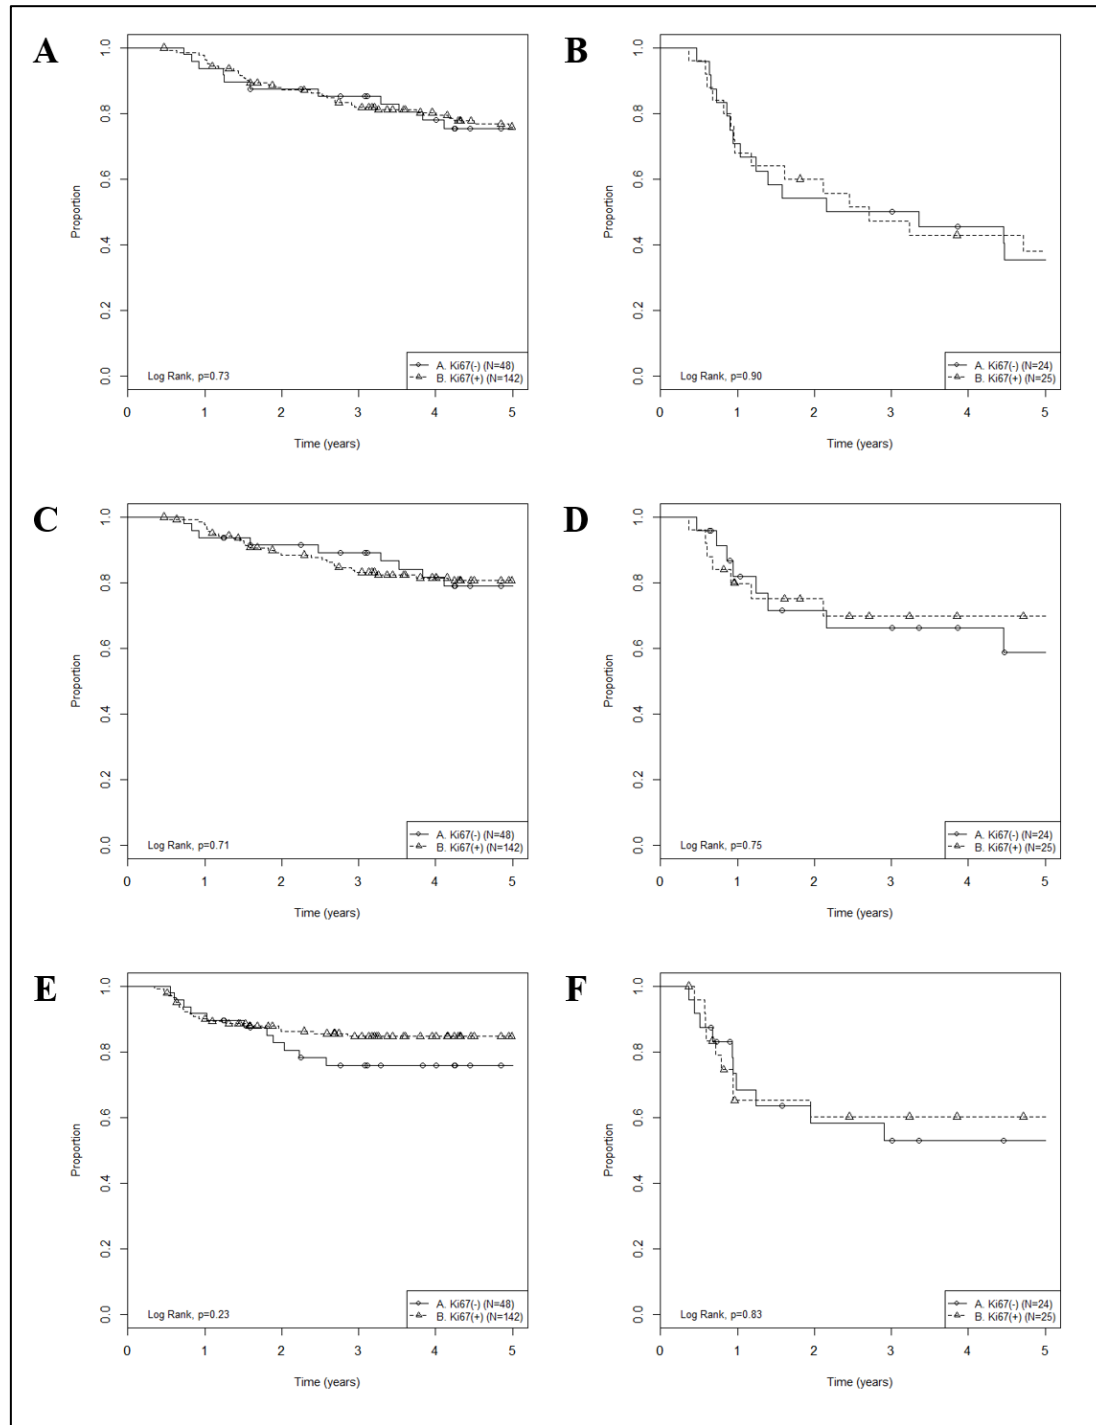 A
Proportion
1.0
0.8
0.6
0.4
0.2
0.0
Log Rank, p=0.73
A. Ki67(-) (N=48)
B. Ki67(+) (N=142)
0 1 2 3 4 5
Time (years)
B
Proportion
1.0
0.8
0.6
0.4
0.2
0.0
Log Rank, p=0.90
A. Ki67(-) (N=24)
B. Ki67(+) (N=25)
0 1 2 3 4 5
Time (years)
C
Proportion
1.0
0.8
0.6
0.4
0.2
0.0
Log Rank, p=0.71
A. Ki67(-) (N=48)
B. Ki67(+) (N=142)
0 1 2 3 4 5
Time (years)
D
Proportion
1.0
0.8
0.6
0.4
0.2
0.0
Log Rank, p=0.75
A. Ki67(-) (N=24)
B. Ki67(+) (N=25)
0 1 2 3 4 5
Time (years)
E
Proportion
1.0
0.8
0.6
0.4
0.2
0.0
Log Rank, p=0.23
A. Ki67(-) (N=48)
B. Ki67(+) (N=142)
0 1 2 3 4 5
Time (years)
F
Proportion
1.0
0.8
0.6
0.4
0.2
0.0
Log Rank, p=0.83
A. Ki67(-) (N=24)
B. Ki67(+) (N=25)
0 1 2 3 4 5
Time (years)